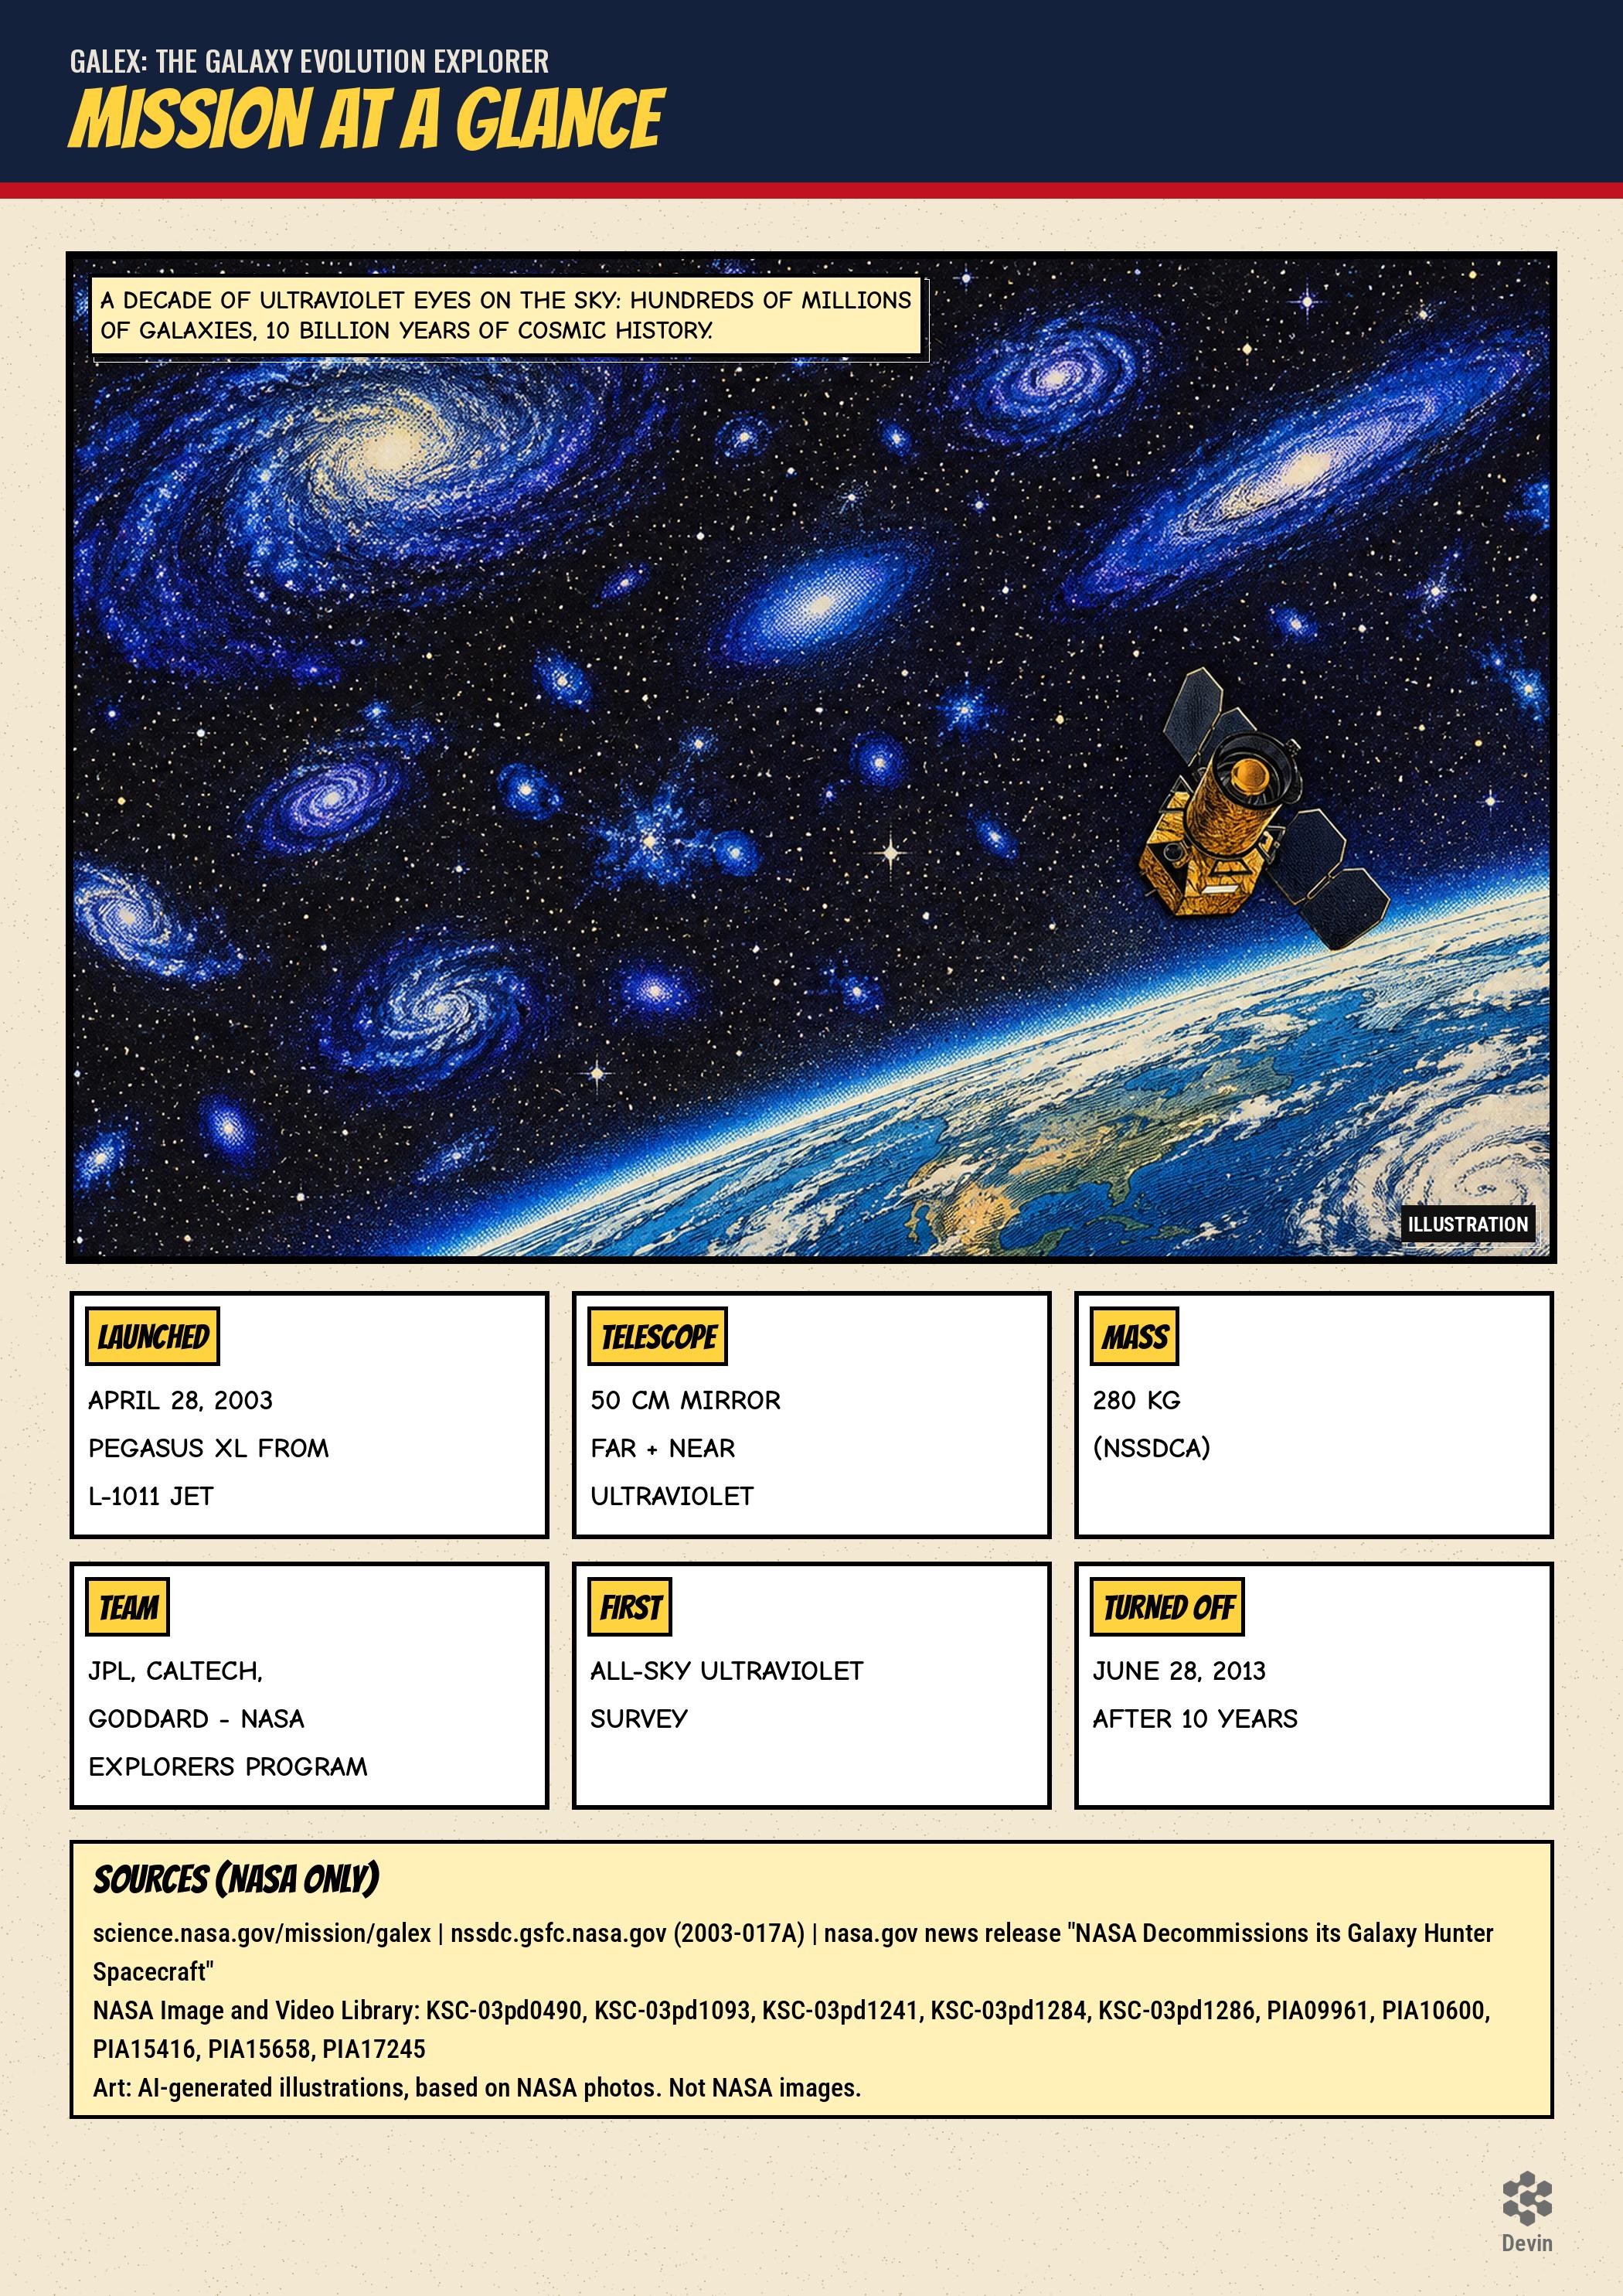 GALEX: THE GALAXY EVOLUTION EXPLORER
MISSION AT A GLANCE
A DECADE OF ULTRAVIOLET EYES ON THE SKY: HUNDREDS OF MILLIONS
OF GALAXIES, 10 BILLION YEARS OF COSMIC HISTORY.
ILLUSTRATION
LAUNCHED
APRIL 28, 2003
PEGASUS XL FROM
L-1011 JET
TELESCOPE
50 CM MIRROR
FAR + NEAR
ULTRAVIOLET
MASS
280 KG
(NSSDCA)
TEAM
JPL, CALTECH,
GODDARD - NASA
EXPLORERS PROGRAM
FIRST
ALL-SKY ULTRAVIOLET
SURVEY
TURNED OFF
JUNE 28, 2013
AFTER 10 YEARS
SOURCES (NASA ONLY)
science.nasa.gov/mission/galex | nssdc.gsfc.nasa.gov (2003-017A) | nasa.gov news release "NASA Decommissions its Galaxy Hunter
Spacecraft"
NASA Image and Video Library: KSC-03pd0490, KSC-03pd1093, KSC-03pd1241, KSC-03pd1284, KSC-03pd1286, PIA09961, PIA10600,
PIA15416, PIA15658, PIA17245
Art: AI-generated illustrations, based on NASA photos. Not NASA images.
Devin